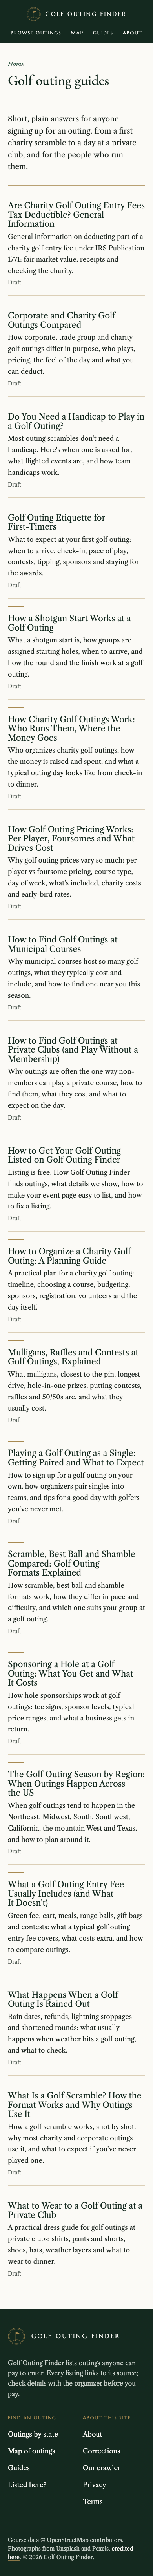 GOLF OUTING FINDER
BROWSE OUTINGS MAP GUIDES ABOUT
Home
Golf outing guides
Short, plain answers for anyone
signing up for an outing, from a first
charity scramble to a day at a private
club, and for the people who run
them.
Are Charity Golf Outing Entry Fees
Tax Deductible? General
Information
General information on deducting part of a
charity golf entry fee under IRS Publication
1771: fair market value, receipts and
checking the charity.
Draft
Corporate and Charity Golf
Outings Compared
How corporate, trade group and charity
golf outings differ in purpose, who plays,
pricing, the feel of the day and what you
can deduct.
Draft
Do You Need a Handicap to Play in
a Golf Outing?
Most outing scrambles don't need a
handicap. Here's when one is asked for,
what flighted events are, and how team
handicaps work.
Draft
Golf Outing Etiquette for
First-Timers
What to expect at your first golf outing:
when to arrive, check-in, pace of play,
contests, tipping, sponsors and staying for
the awards.
Draft
How a Shotgun Start Works at a
Golf Outing
What a shotgun start is, how groups are
assigned starting holes, when to arrive, and
how the round and the finish work at a golf
outing.
Draft
How Charity Golf Outings Work:
Who Runs Them, Where the
Money Goes
Who organizes charity golf outings, how
the money is raised and spent, and what a
typical outing day looks like from check-in
to dinner.
Draft
How Golf Outing Pricing Works:
Per Player, Foursomes and What
Drives Cost
Why golf outing prices vary so much: per
player vs foursome pricing, course type,
day of week, what's included, charity costs
and early-bird rates.
Draft
How to Find Golf Outings at
Municipal Courses
Why municipal courses host so many golf
outings, what they typically cost and
include, and how to find one near you this
season.
Draft
How to Find Golf Outings at
Private Clubs (and Play Without a
Membership)
Why outings are often the one way non-
members can play a private course, how to
find them, what they cost and what to
expect on the day.
Draft
How to Get Your Golf Outing
Listed on Golf Outing Finder
Listing is free. How Golf Outing Finder
finds outings, what details we show, how to
make your event page easy to list, and how
to fix a listing.
Draft
How to Organize a Charity Golf
Outing: A Planning Guide
A practical plan for a charity golf outing:
timeline, choosing a course, budgeting,
sponsors, registration, volunteers and the
day itself.
Draft
Mulligans, Raffles and Contests at
Golf Outings, Explained
What mulligans, closest to the pin, longest
drive, hole-in-one prizes, putting contests,
raffles and 50/50s are, and what they
usually cost.
Draft
Playing a Golf Outing as a Single:
Getting Paired and What to Expect
How to sign up for a golf outing on your
own, how organizers pair singles into
teams, and tips for a good day with golfers
you've never met.
Draft
Scramble, Best Ball and Shamble
Compared: Golf Outing
Formats Explained
How scramble, best ball and shamble
formats work, how they differ in pace and
difficulty, and which one suits your group at
a golf outing.
Draft
Sponsoring a Hole at a Golf
Outing: What You Get and What
It Costs
How hole sponsorships work at golf
outings: tee signs, sponsor levels, typical
price ranges, and what a business gets in
return.
Draft
The Golf Outing Season by Region:
When Outings Happen Across
the US
When golf outings tend to happen in the
Northeast, Midwest, South, Southwest,
California, the mountain West and Texas,
and how to plan around it.
Draft
What a Golf Outing Entry Fee
Usually Includes (and What
It Doesn't)
Green fee, cart, meals, range balls, gift bags
and contests: what a typical golf outing
entry fee covers, what costs extra, and how
to compare outings.
Draft
What Happens When a Golf
Outing Is Rained Out
Rain dates, refunds, lightning stoppages
and shortened rounds: what usually
happens when weather hits a golf outing,
and what to check.
Draft
What Is a Golf Scramble? How the
Format Works and Why Outings
Use It
How a golf scramble works, shot by shot,
why most charity and corporate outings
use it, and what to expect if you've never
played one.
Draft
What to Wear to a Golf Outing at a
Private Club
A practical dress guide for golf outings at
private clubs: shirts, pants and shorts,
shoes, hats, weather layers and what to
wear to dinner.
Draft
GOLF OUTING FINDER
Golf Outing Finder lists outings anyone can
pay to enter. Every listing links to its source;
check details with the organizer before you
pay.
FIND AN OUTING ABOUT THIS SITE
Outings by state About
Map of outings Corrections
Guides Our crawler
Listed here? Privacy
Terms
Course data © OpenStreetMap contributors.
Photographs from Unsplash and Pexels, credited
here. © 2026 Golf Outing Finder.